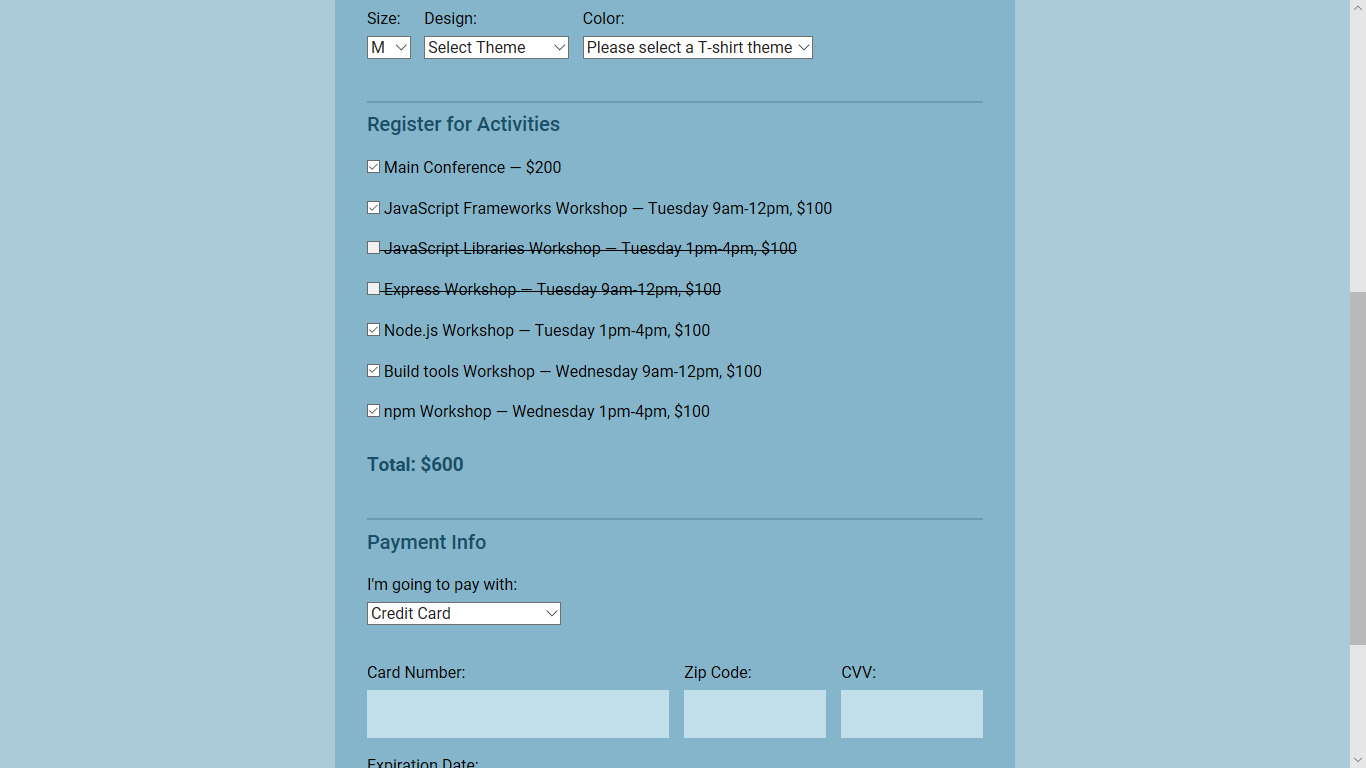 Size: Design: Color:
M Select Theme Please select a T-shirt theme
Register for Activities
Main Conference — $200
JavaScript Frameworks Workshop — Tuesday 9am-12pm, $100
JavaScript Libraries Workshop — Tuesday 1pm-4pm, $100
Express Workshop — Tuesday 9am-12pm, $100
Node.js Workshop — Tuesday 1pm-4pm, $100
Build tools Workshop — Wednesday 9am-12pm, $100
npm Workshop — Wednesday 1pm-4pm, $100
Total: $600
Payment Info
I'm going to pay with:
Credit Card
Card Number: Zip Code: CVV:
Expiration Date: